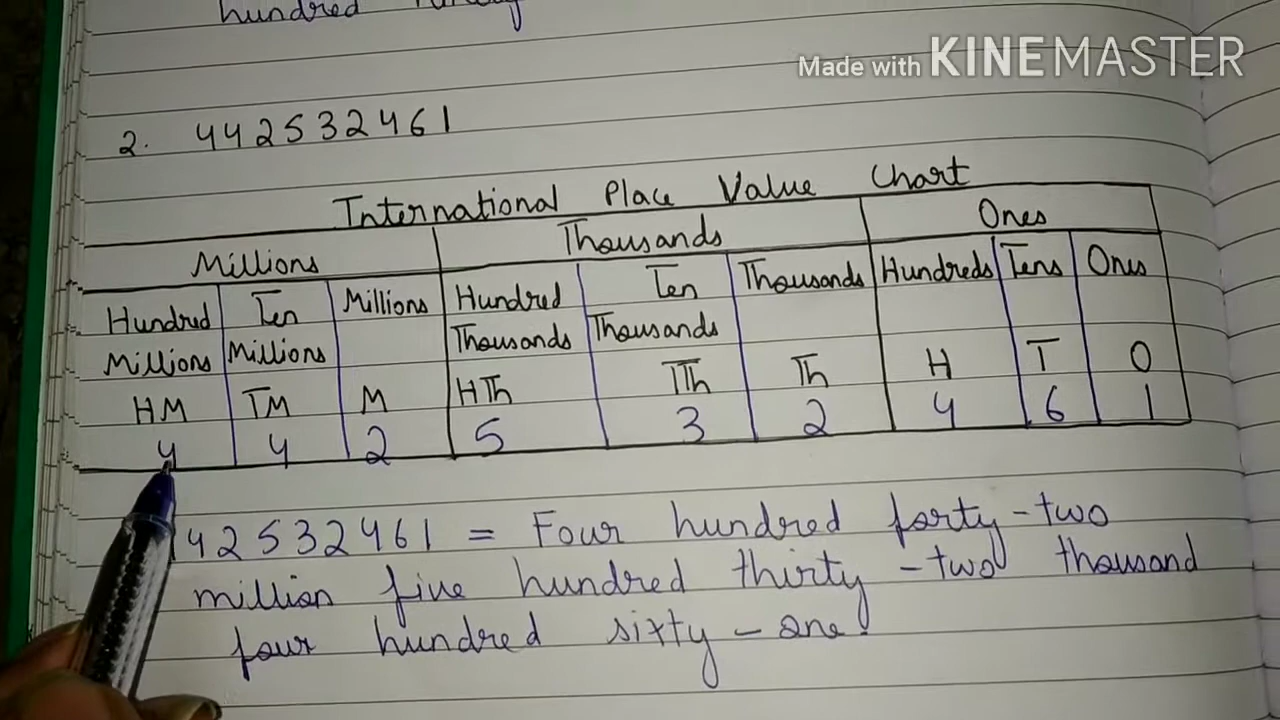 hundred
Made with KINEMASTER
2. 442532461
International Place Value Chart
Millions Thousands Ones
Hundred Ten Millions Hundred Ten Thousands Hundreds Tens Ones
Millions Millions Thousands Thousands
HM TM M HTh TTh Th H T O
4 4 2 5 3 2 4 6 1
42532461 = Four hundred forty-two
million five hundred thirty-two thousand
four hundred sixty-one.